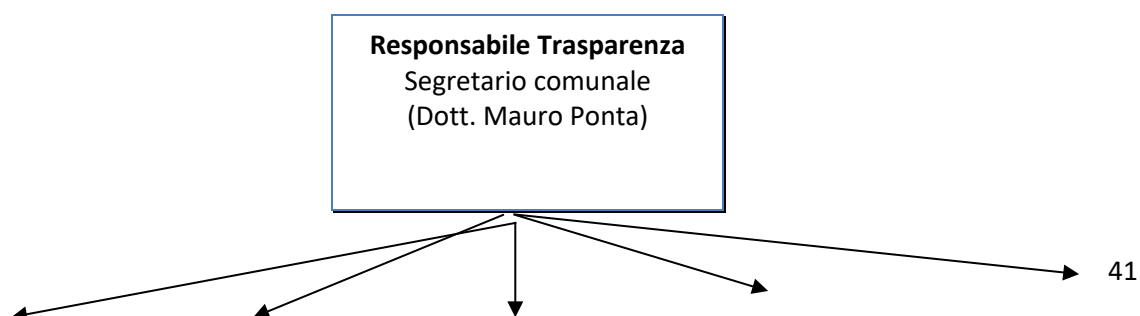 Responsabile Trasparenza
Segretario comunale
(Dott. Mauro Ponta)
41